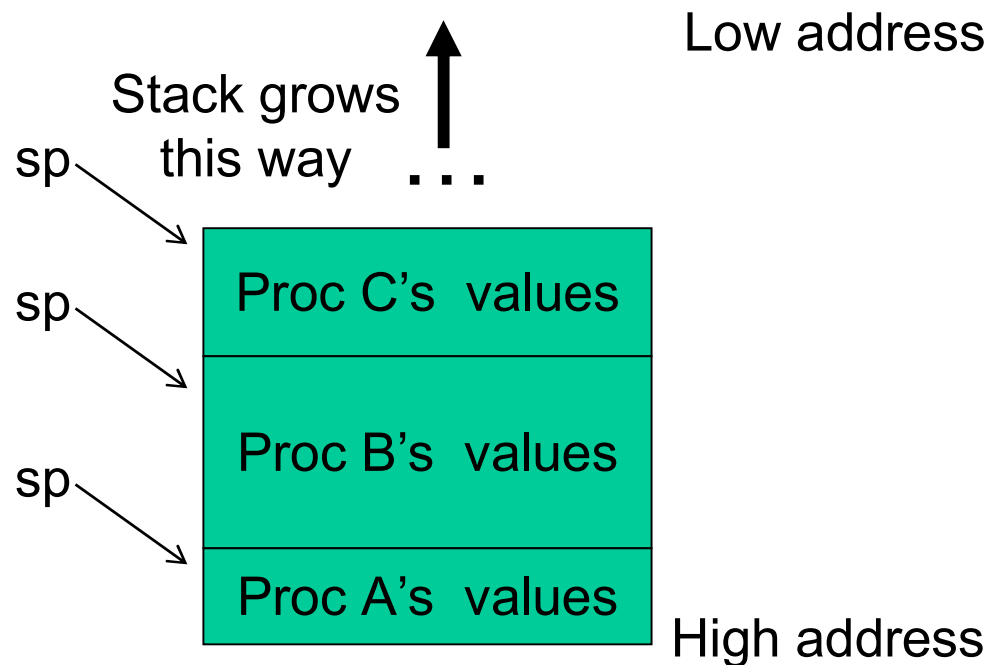 Low address
Stack grows
this way
...
sp
Proc C’s values
sp
Proc B’s values
sp
Proc A’s values
High address